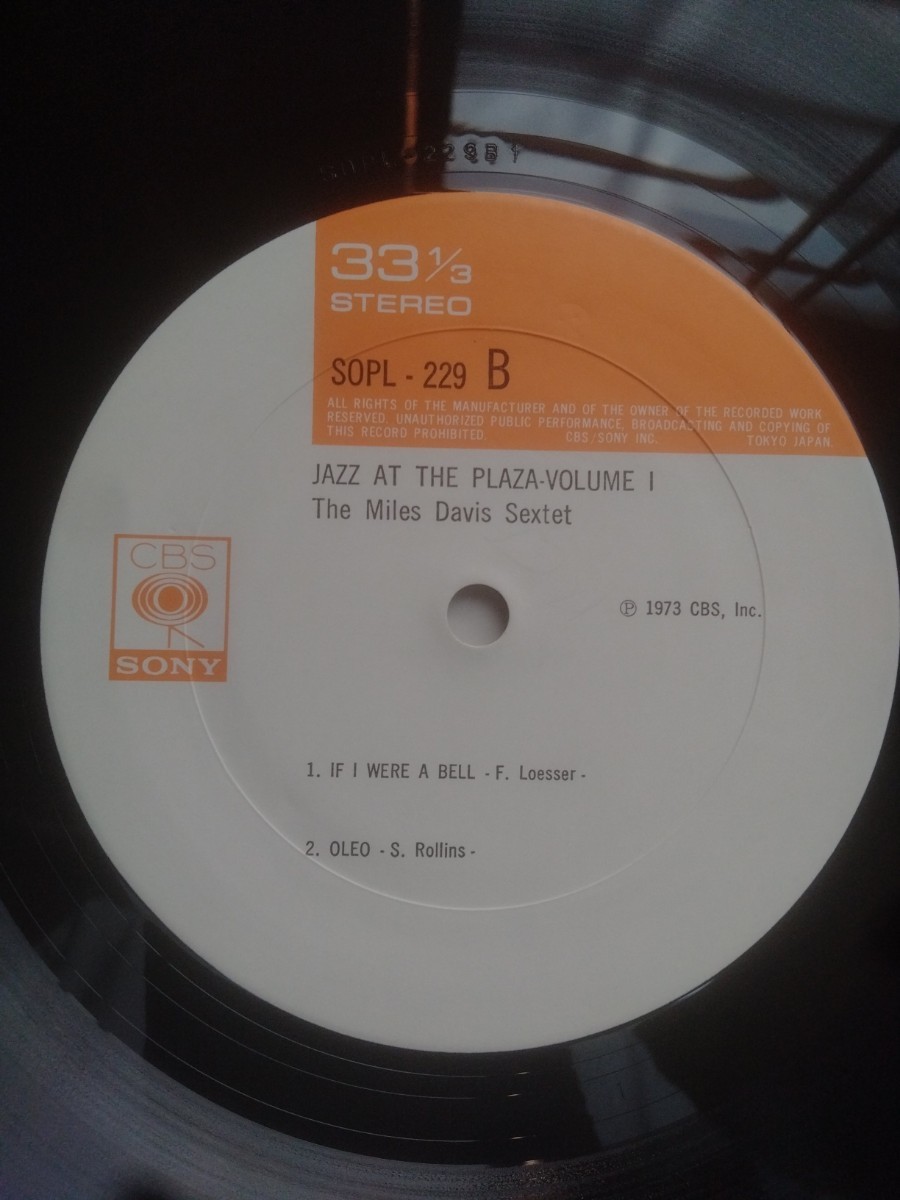 33 1/3
STEREO
SOPL - 229 B
ALL RIGHTS OF THE MANUFACTURER AND OF THE OWNER OF THE RECORDED WORK
RESERVED. UNAUTHORIZED PUBLIC PERFORMANCE, BROADCASTING AND COPYING OF
THIS RECORD PROHIBITED. CBS/SONY INC. TOKYO JAPAN
JAZZ AT THE PLAZA-VOLUME I
The Miles Davis Sextet
CBS
SONY
℗ 1973 CBS, Inc.
1. IF I WERE A BELL - F. Loesser -
2. OLEO - S. Rollins -